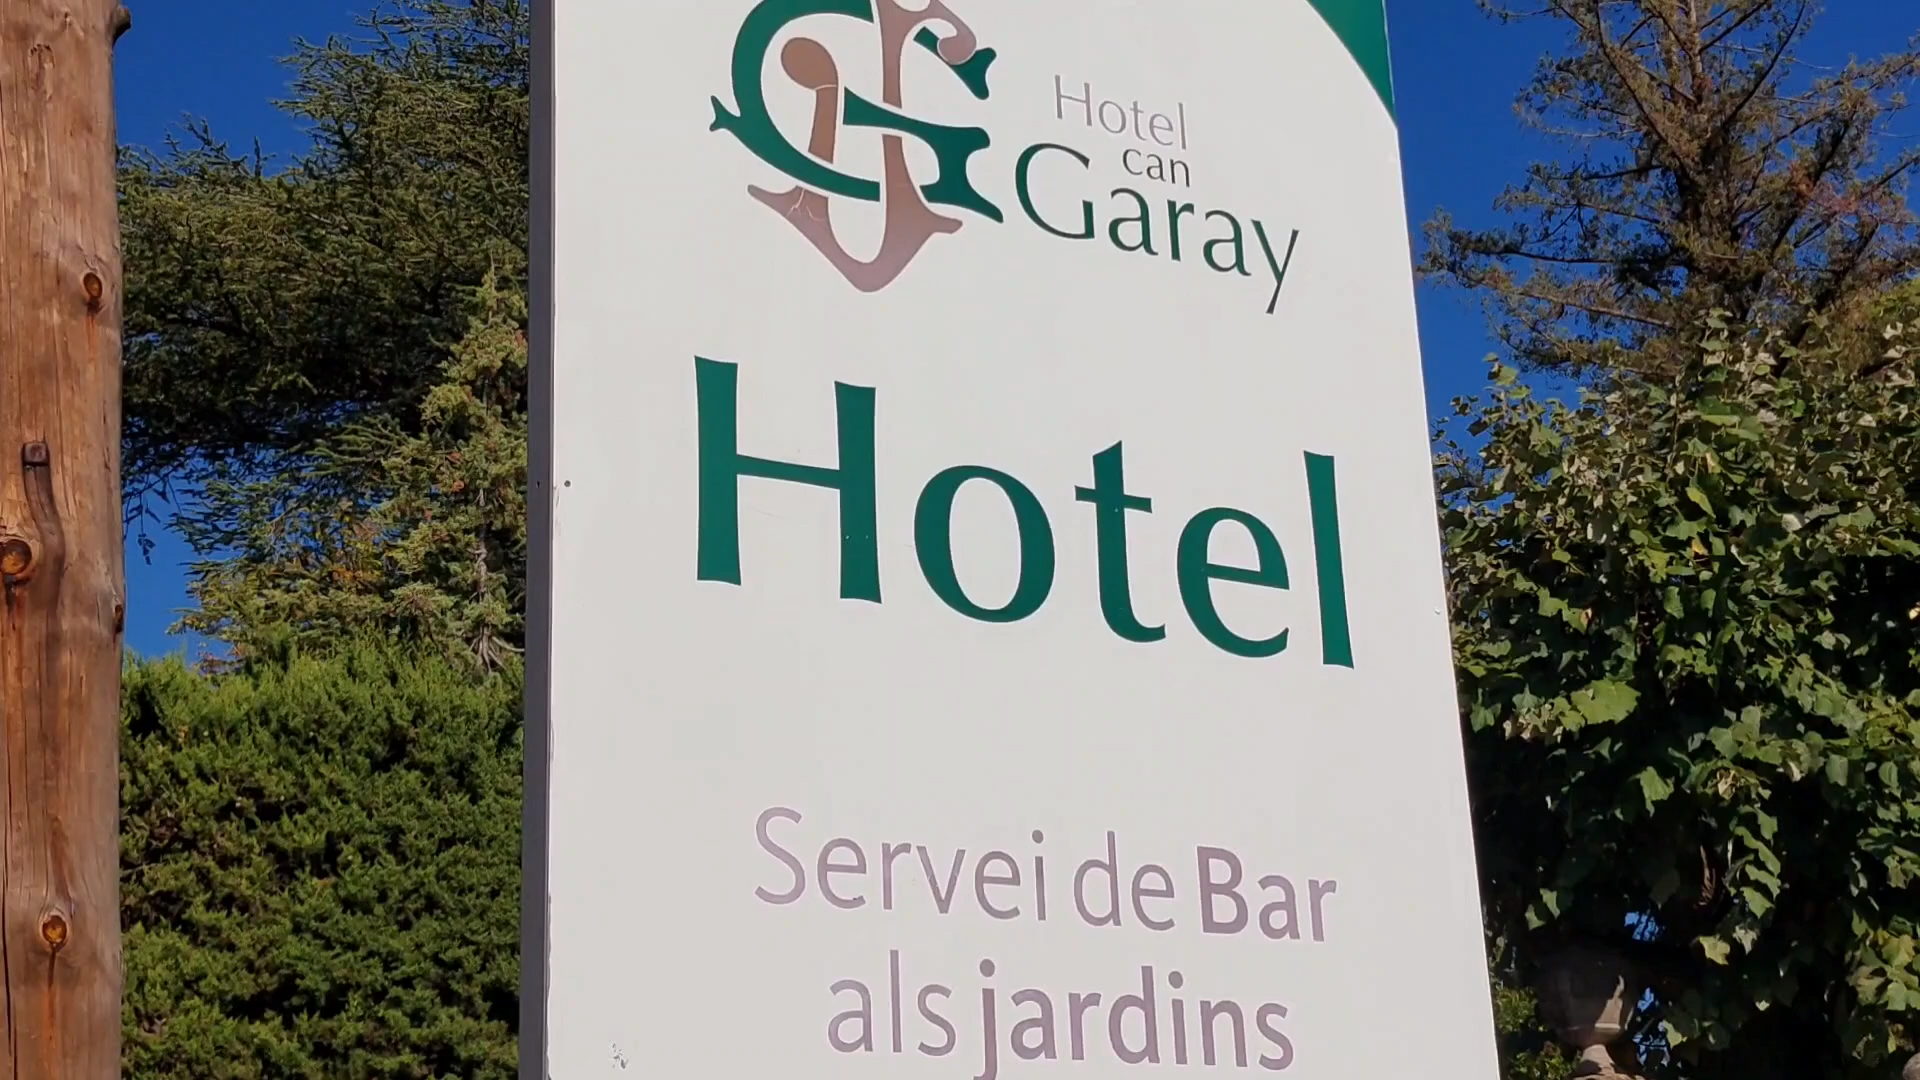 Hotel
can
Garay
Hotel
Servei de Bar
als jardins